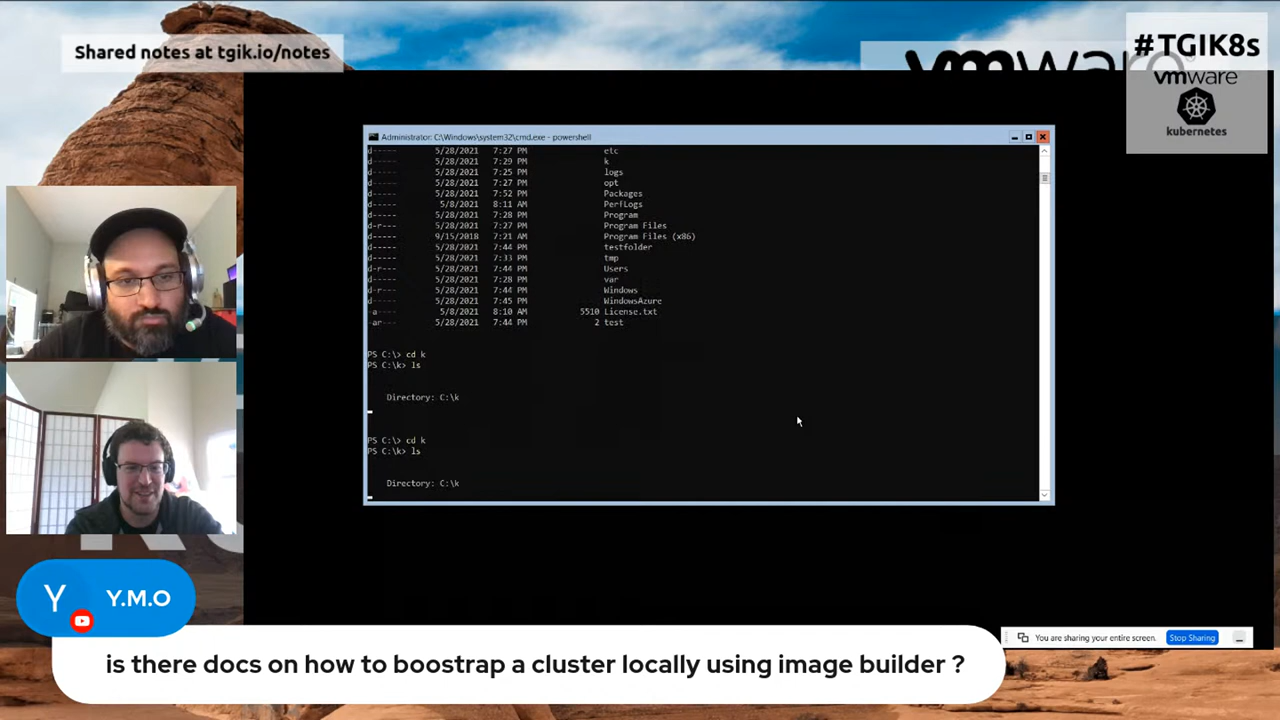 Shared notes at tgik.io/notes
vmware
#TGIK8s
vmware
kubernetes
Administrator: C:\Windows\system32\cmd.exe - powershell
d----- 5/28/2021 7:27 PM etc
d----- 5/28/2021 7:29 PM k
d----- 5/28/2021 7:25 PM logs
d----- 5/28/2021 7:27 PM opt
d----- 5/28/2021 7:52 PM Packages
d----- 5/8/2021 8:11 AM PerfLogs
d----- 5/28/2021 7:28 PM Program
d-r--- 5/28/2021 7:27 PM Program Files
d----- 9/15/2018 7:21 AM Program Files (x86)
d----- 5/28/2021 7:44 PM testfolder
d----- 5/28/2021 7:33 PM tmp
d-r--- 5/28/2021 7:44 PM Users
d----- 5/28/2021 7:28 PM var
d-r--- 5/28/2021 7:44 PM Windows
d----- 5/28/2021 7:45 PM WindowsAzure
-a---- 5/8/2021 8:10 AM 5510 License.txt
-ar--- 5/28/2021 7:44 PM 2 test
PS C:\> cd k
PS C:\k> ls
Directory: C:\k
PS C:\> cd k
PS C:\k> ls
Directory: C:\k
You are sharing your entire screen. Stop Sharing
Y Y.M.O
is there docs on how to boostrap a cluster locally using image builder ?